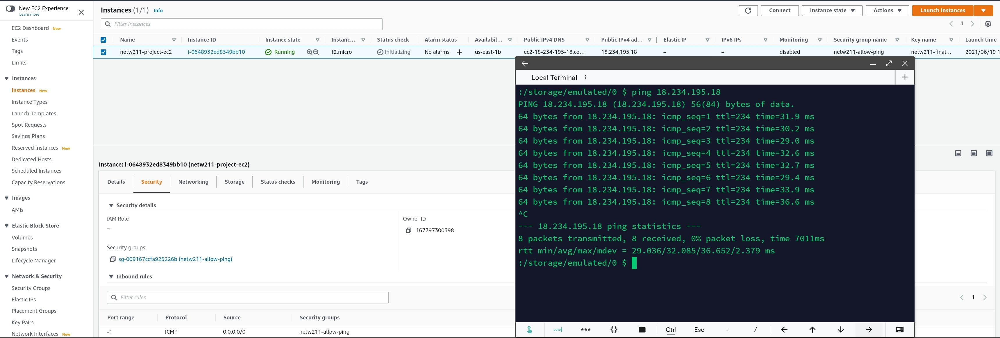 New EC2 Experience
Learn more
EC2 Dashboard New
Events
Tags
Limits
Instances
Instances New
Instance Types
Launch Templates
Spot Requests
Savings Plans
Reserved Instances New
Dedicated Hosts
Scheduled Instances
Capacity Reservations
Images
AMIs
Elastic Block Store
Volumes
Snapshots
Lifecycle Manager
Network & Security
Security Groups
Elastic IPs
Placement Groups
Key Pairs
Network Interfaces New
Instances (1/1) Info
Connect Instance state Actions Launch instances
Filter instances
1
Name Instance ID Instance state Instanc... Status check Alarm status Availabil... Public IPv4 DNS Public IPv4 ad... Elastic IP IPv6 IPs Monitoring Security group name Key name Launch time
netw211-project-ec2 i-0648932ed8349bb10 Running t2.micro Initializing No alarms + us-east-1b ec2-18-234-195-18.co... 18.234.195.18 – – disabled netw211-allow-ping netw211-final... 2021/06/19 1
Instance: i-0648932ed8349bb10 (netw211-project-ec2)
Details Security Networking Storage Status checks Monitoring Tags
Security details
IAM Role
–
Owner ID
167797300398
Security groups
sg-009167ccfa925226b (netw211-allow-ping)
Inbound rules
Filter rules
1
Port range Protocol Source Security groups
-1 ICMP 0.0.0.0/0 netw211-allow-ping
Local Terminal
:/storage/emulated/0 $ ping 18.234.195.18
PING 18.234.195.18 (18.234.195.18) 56(84) bytes of data.
64 bytes from 18.234.195.18: icmp_seq=1 ttl=234 time=31.9 ms
64 bytes from 18.234.195.18: icmp_seq=2 ttl=234 time=30.2 ms
64 bytes from 18.234.195.18: icmp_seq=3 ttl=234 time=29.0 ms
64 bytes from 18.234.195.18: icmp_seq=4 ttl=234 time=32.6 ms
64 bytes from 18.234.195.18: icmp_seq=5 ttl=234 time=32.7 ms
64 bytes from 18.234.195.18: icmp_seq=6 ttl=234 time=29.4 ms
64 bytes from 18.234.195.18: icmp_seq=7 ttl=234 time=33.9 ms
64 bytes from 18.234.195.18: icmp_seq=8 ttl=234 time=36.6 ms
^C
--- 18.234.195.18 ping statistics ---
8 packets transmitted, 8 received, 0% packet loss, time 7011ms
rtt min/avg/max/mdev = 29.036/32.085/36.652/2.379 ms
:/storage/emulated/0 $
auto| *** {} Ctrl Esc - /